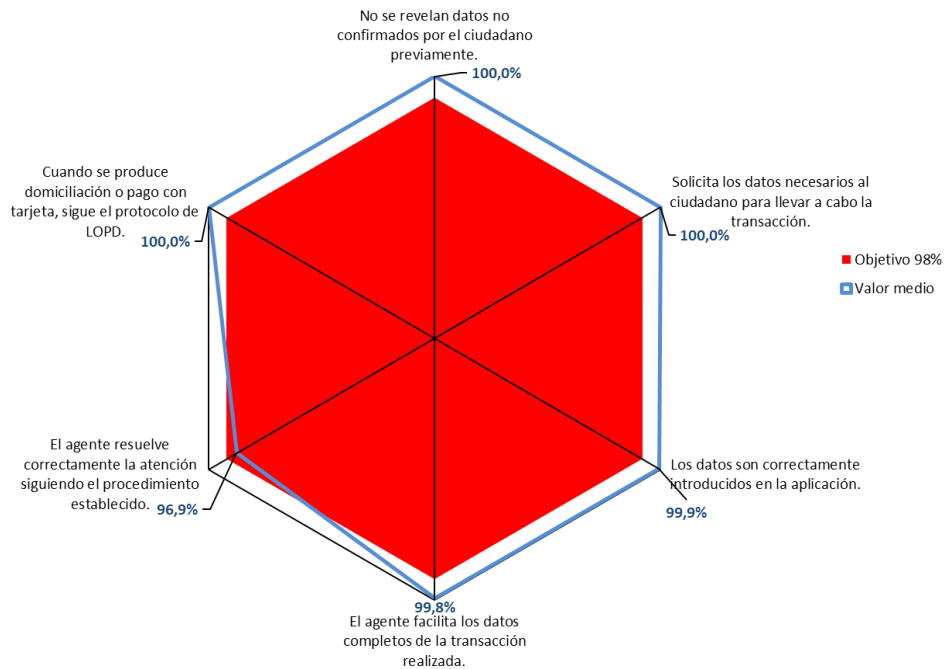 No se revelan datos no
confirmados por el ciudadano
previamente.
100,0%
Solicita los datos necesarios al
ciudadano para llevar a cabo la
transacción.
100,0%
Los datos son correctamente
introducidos en la aplicación.
99,9%
99,8%
El agente facilita los datos
completos de la transacción
realizada.
El agente resuelve
correctamente la atención
siguiendo el procedimiento
establecido.
96,9%
Cuando se produce
domiciliación o pago con
tarjeta, sigue el protocolo de
LOPD.
100,0%
Objetivo 98%
Valor medio